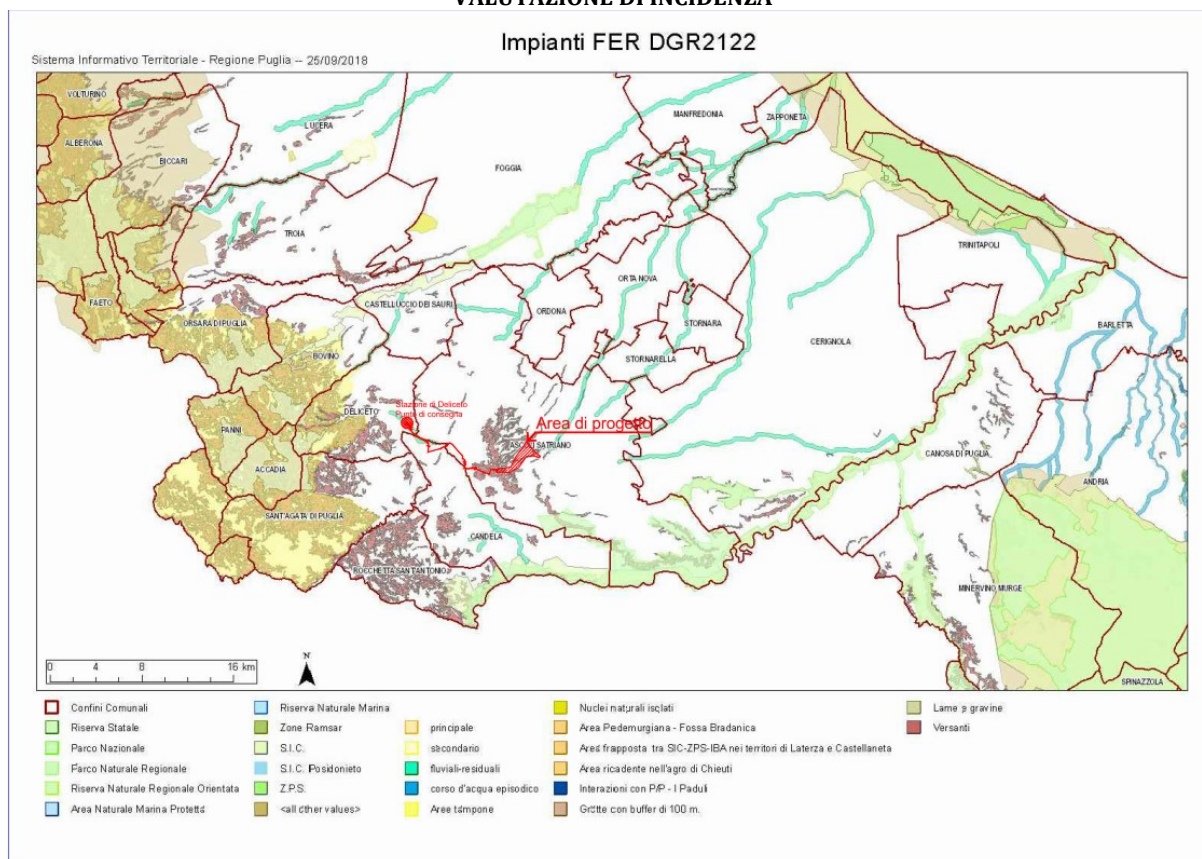 VALUTAZIONE DI INCIDENZA
Impianti FER DGR2122
Sistema Informativo Territoriale - Regione Puglia -- 25/09/2018
VOLTURINO
ALBERONA
BICCARI
LUCERA
FOGGIA
MANFREDONIA
ZAPPONETA
TROIA
TRINITAPOLI
FAETO
ORSARA DI PUGLIA
CASTELLUCCIO DEI SAURI
ORDONA
ORTA NOVA
STORNARA
BARLETTA
BOVINO
STORNARELLA
CERIGNOLA
DELICETO
Stazione di Deliceto
Punto di consegna
Area di progetto
PANNI
ASCOLI SATRIANO
ACCADIA
CANOSA DI PUGLIA
ANDRIA
SANT'AGATA DI PUGLIA
CANDELA
ROCCHETTA SANT'ANTONIO
MINERVINO MURGE
SPINAZZOLA
0 4 8 16 km
N
Confini Comunali
Riserva Statale
Parco Nazionale
Parco Naturale Regionale
Riserva Naturale Regionale Orientata
Area Naturale Marina Protetta
Riserva Naturale Marina
Zone Ramsar
S.I.C.
S.I.C. Posidonieto
Z.P.S.
<all other values>
principale
secondario
fluviali-residuali
corso d'acqua episodico
Aree tampone
Nuclei naturali isolati
Area Pedemurgiana - Fossa Bradanica
Area frapposta tra SIC-ZPS-IBA nei territori di Laterza e Castellaneta
Area ricadente nell'agro di Chieuti
Interazioni con P/P - I Paduli
Grotte con buffer di 100 m.
Lame e gravine
Versanti